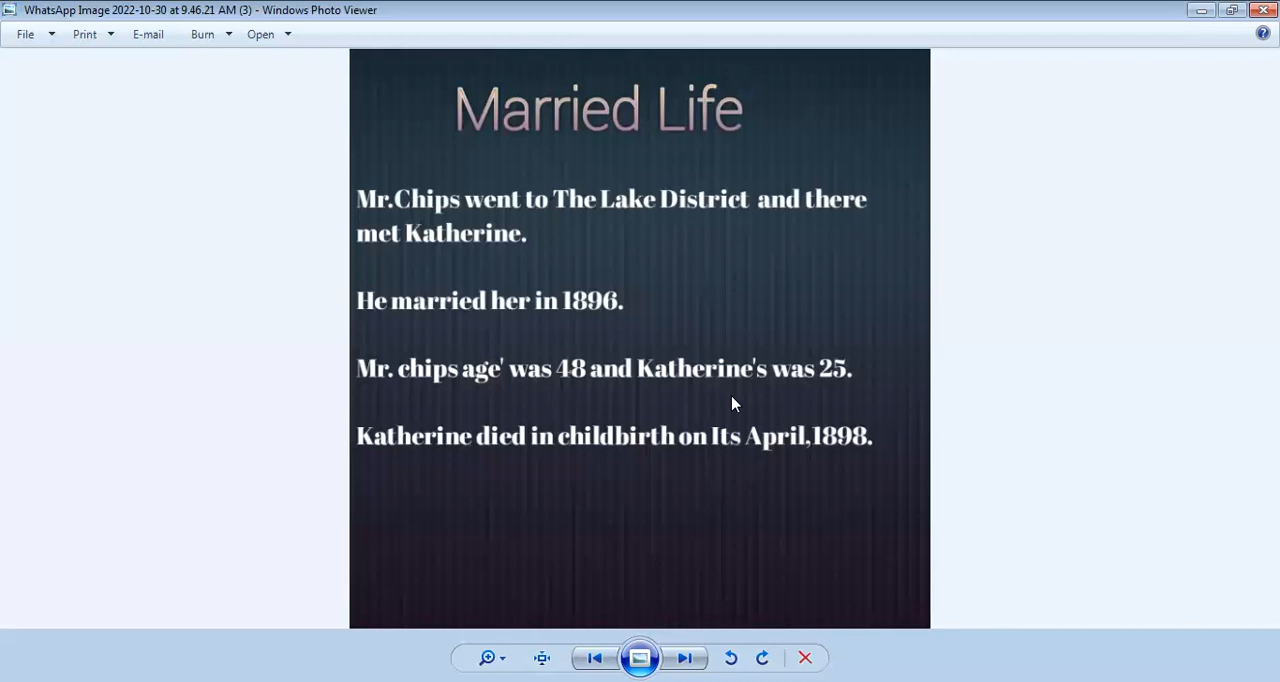 WhatsApp Image 2022-10-30 at 9.46.21 AM (3) - Windows Photo Viewer
File Print E-mail Burn Open
Married Life
Mr.Chips went to The Lake District and there
met Katherine.
He married her in 1896.
Mr. chips age' was 48 and Katherine's was 25.
Katherine died in childbirth on Its April,1898.